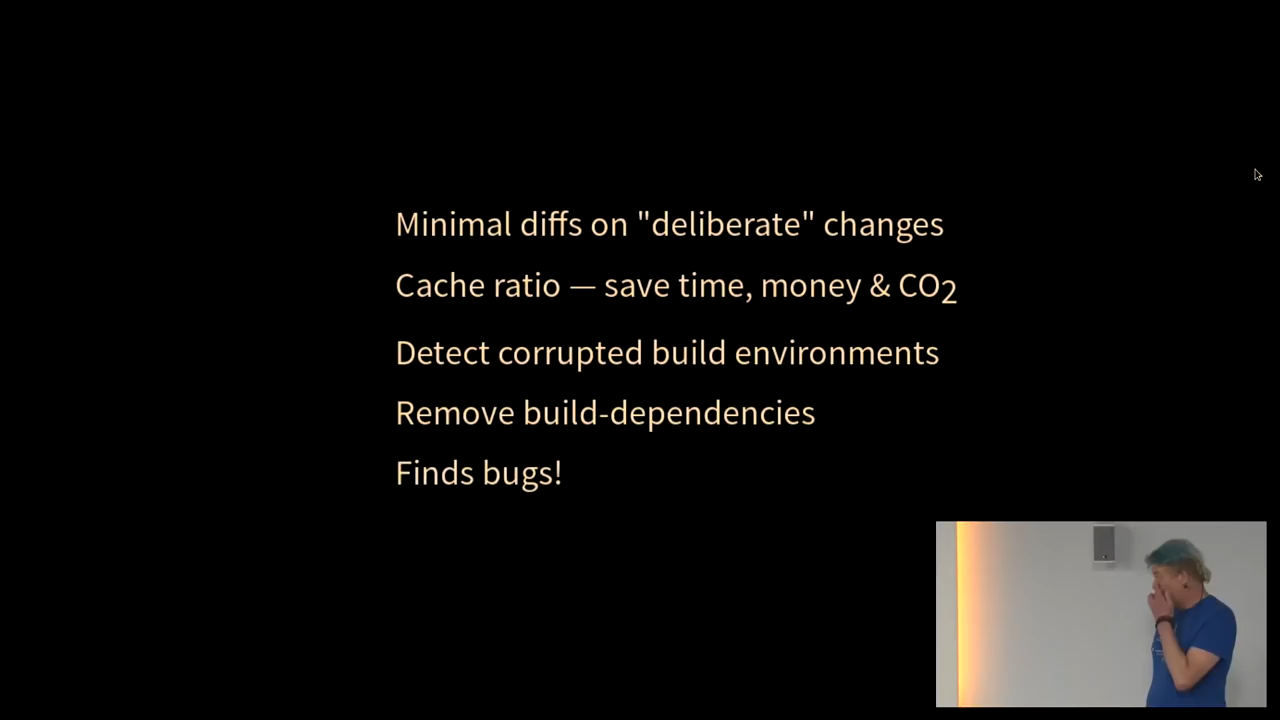 Minimal diffs on "deliberate" changes
Cache ratio — save time, money & CO₂
Detect corrupted build environments
Remove build-dependencies
Finds bugs!